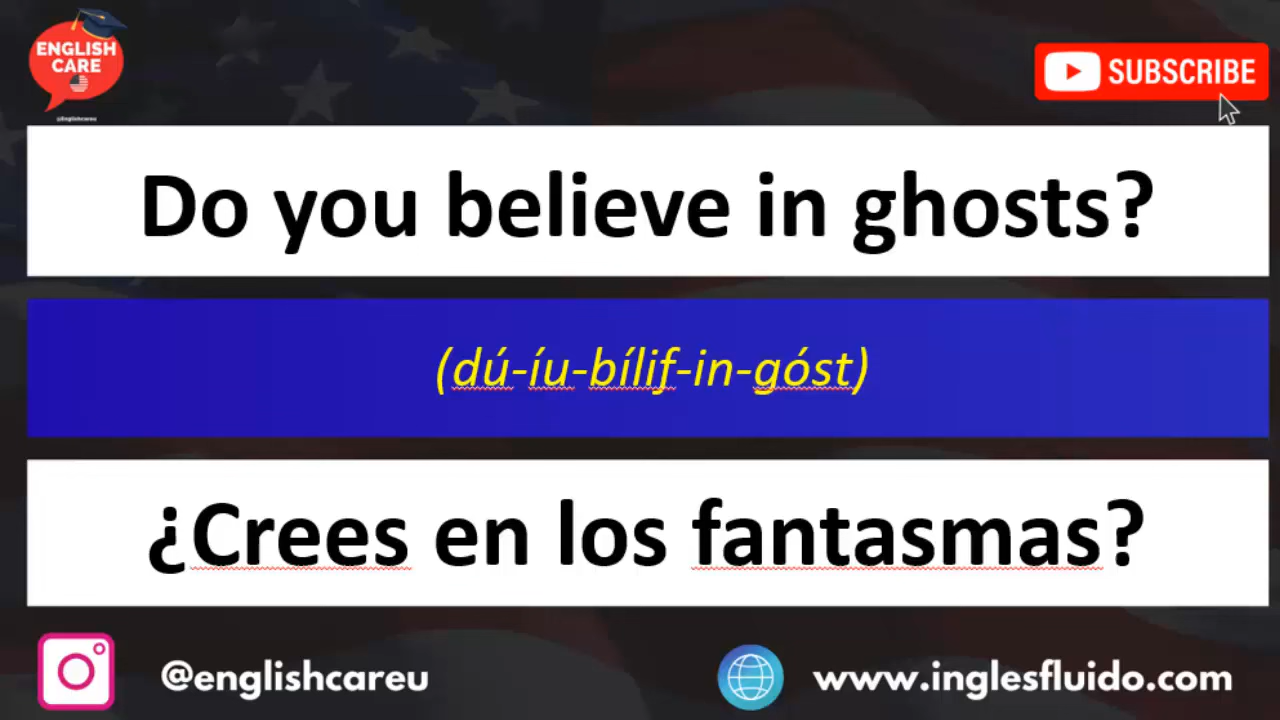 ENGLISH
CARE
@Englishcareu
SUBSCRIBE
Do you believe in ghosts?
(dú-íu-bílif-in-góst)
¿Crees en los fantasmas?
@englishcareu
www.inglesfluido.com